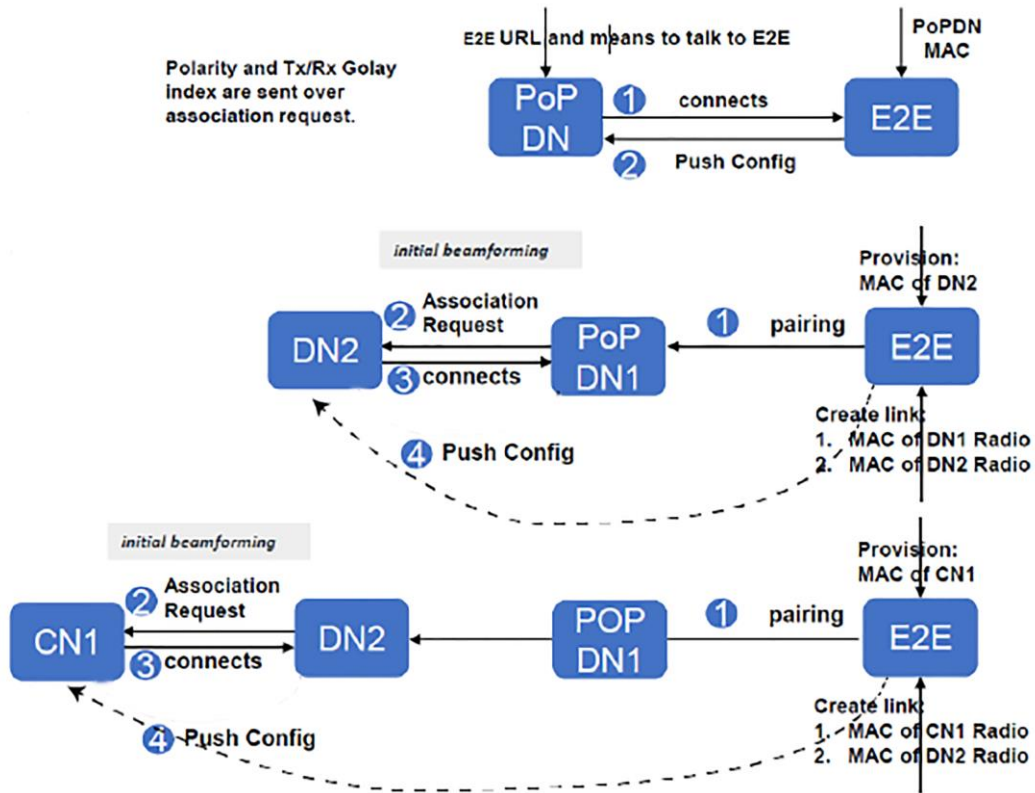 E2E URL and means to talk to E2E
PoPDN
MAC
Polarity and Tx/Rx Golay
index are sent over
association request.
PoP
DN
1
connects
2
Push Config
E2E
initial beamforming
Provision:
MAC of DN2
2
Association
Request
DN2
3
connects
PoP
DN1
1
pairing
E2E
4
Push Config
Create link:
1. MAC of DN1 Radio
2. MAC of DN2 Radio
initial beamforming
Provision:
MAC of CN1
2
Association
Request
CN1
3
connects
DN2
POP
DN1
1
pairing
E2E
4
Push Config
Create link:
1. MAC of CN1 Radio
2. MAC of DN2 Radio